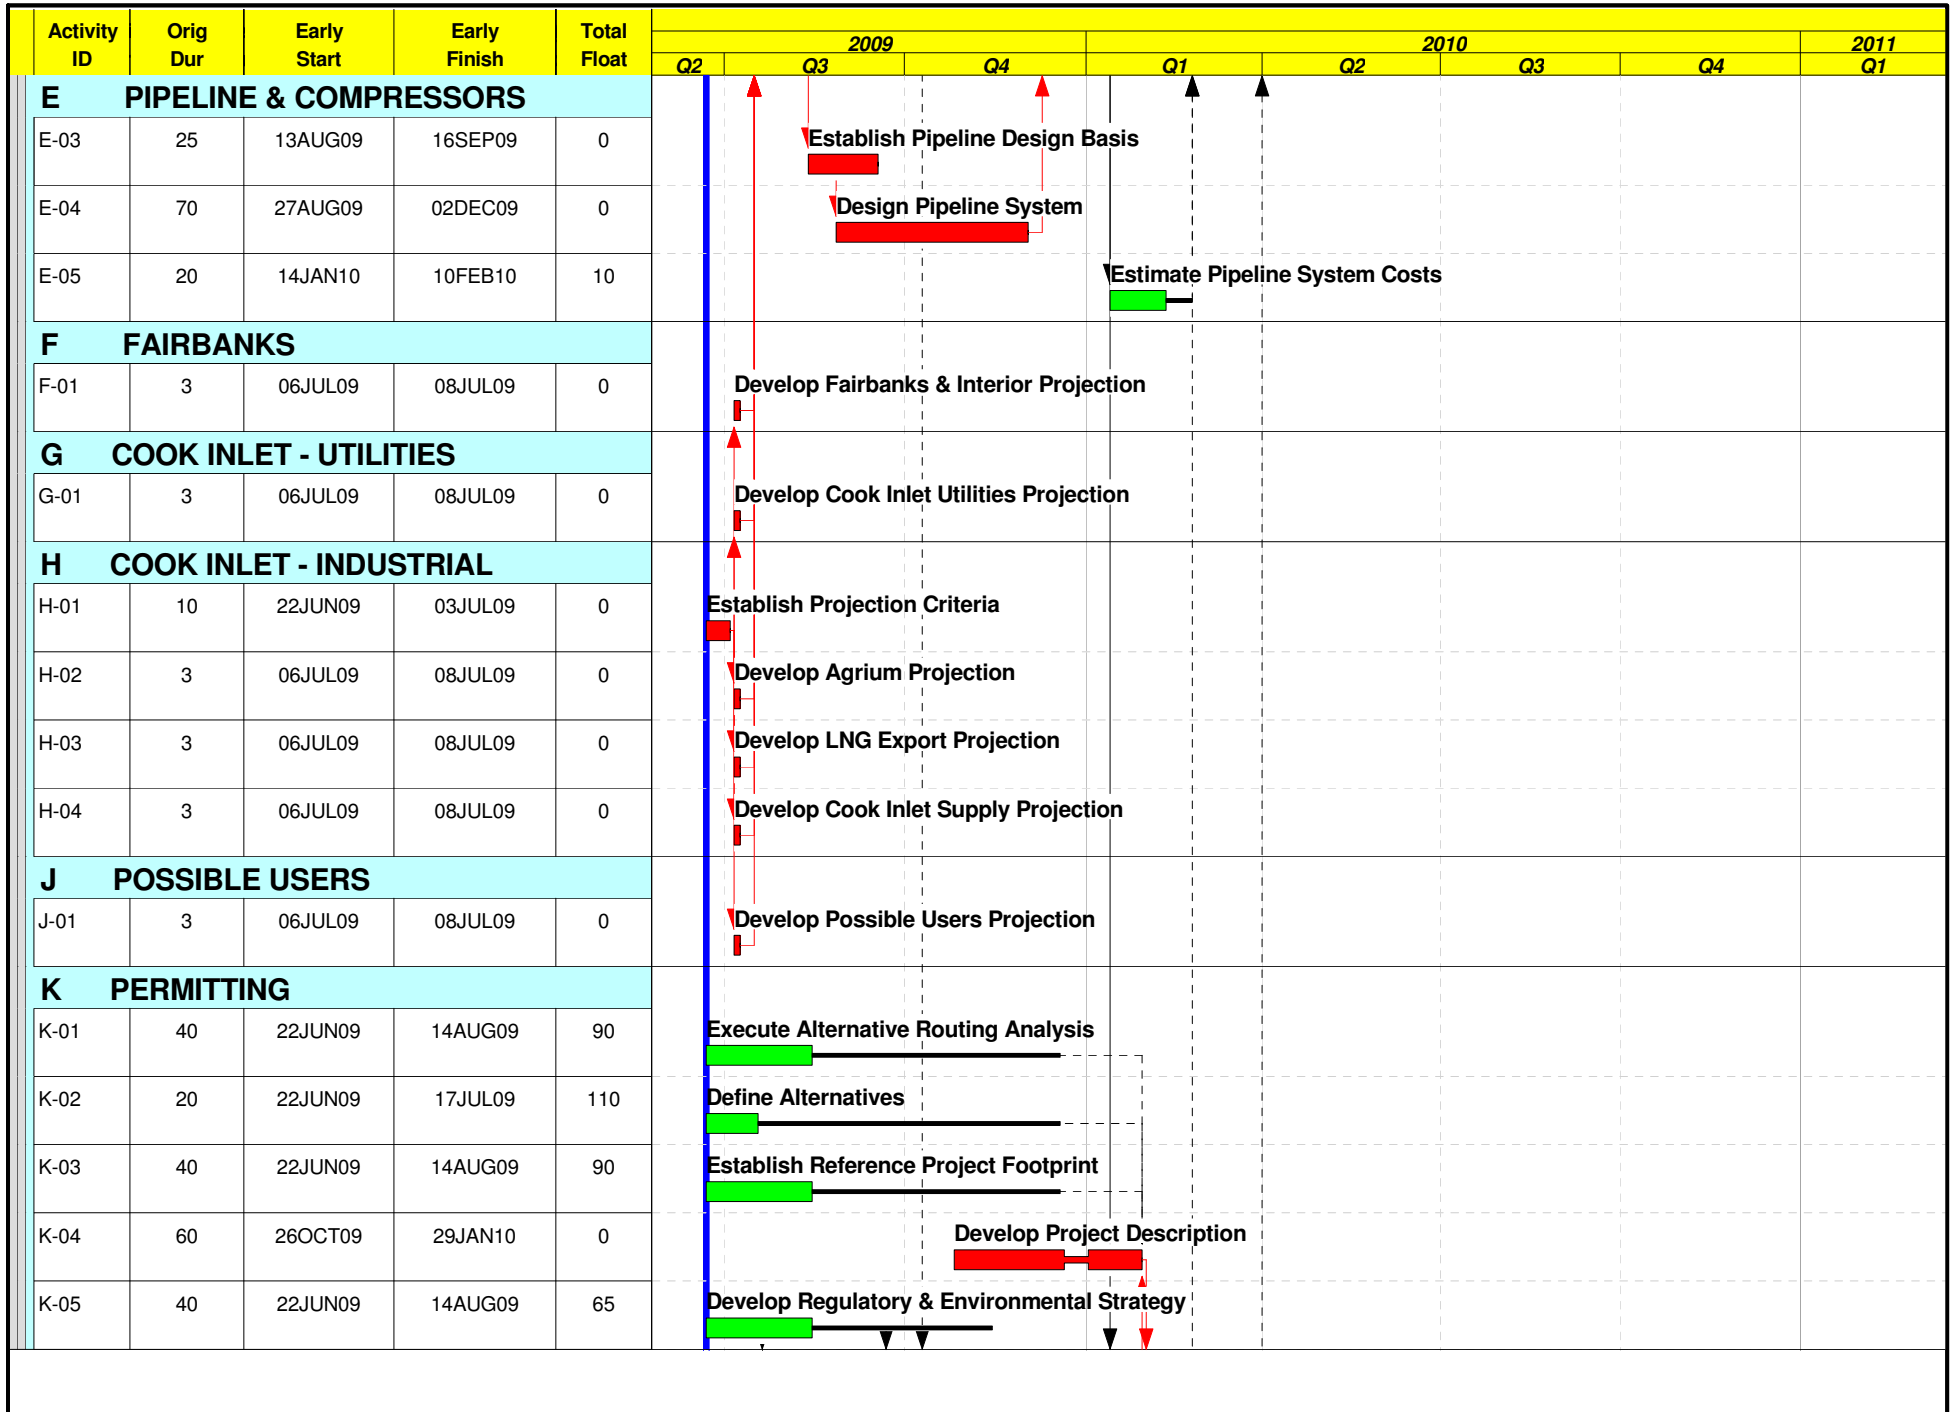 Activity ID Orig Dur Early Start Early Finish Total Float
2009 2010 2011
Q2 Q3 Q4 Q1 Q2 Q3 Q4 Q1
E PIPELINE & COMPRESSORS
E-03 25 13AUG09 16SEP09 0 Establish Pipeline Design Basis
E-04 70 27AUG09 02DEC09 0 Design Pipeline System
E-05 20 14JAN10 10FEB10 10 Estimate Pipeline System Costs
F FAIRBANKS
F-01 3 06JUL09 08JUL09 0 Develop Fairbanks & Interior Projection
G COOK INLET - UTILITIES
G-01 3 06JUL09 08JUL09 0 Develop Cook Inlet Utilities Projection
H COOK INLET - INDUSTRIAL
H-01 10 22JUN09 03JUL09 0 Establish Projection Criteria
H-02 3 06JUL09 08JUL09 0 Develop Agrium Projection
H-03 3 06JUL09 08JUL09 0 Develop LNG Export Projection
H-04 3 06JUL09 08JUL09 0 Develop Cook Inlet Supply Projection
J POSSIBLE USERS
J-01 3 06JUL09 08JUL09 0 Develop Possible Users Projection
K PERMITTING
K-01 40 22JUN09 14AUG09 90 Execute Alternative Routing Analysis
K-02 20 22JUN09 17JUL09 110 Define Alternatives
K-03 40 22JUN09 14AUG09 90 Establish Reference Project Footprint
K-04 60 26OCT09 29JAN10 0 Develop Project Description
K-05 40 22JUN09 14AUG09 65 Develop Regulatory & Environmental Strategy